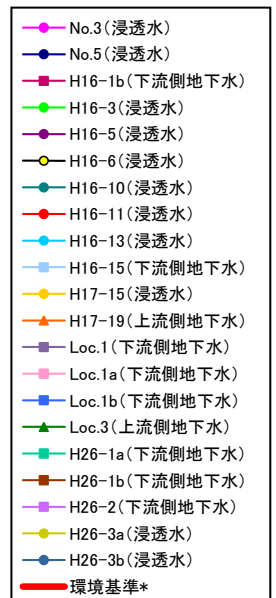 No.3(浸透水)
No.5(浸透水)
H16-1b(下流側地下水)
H16-3(浸透水)
H16-5(浸透水)
H16-6(浸透水)
H16-10(浸透水)
H16-11(浸透水)
H16-13(浸透水)
H16-15(下流側地下水)
H17-15(浸透水)
H17-19(上流側地下水)
Loc.1(下流側地下水)
Loc.1a(下流側地下水)
Loc.1b(下流側地下水)
Loc.3(上流側地下水)
H26-1a(下流側地下水)
H26-1b(下流側地下水)
H26-2(下流側地下水)
H26-3a(浸透水)
H26-3b(浸透水)
環境基準*